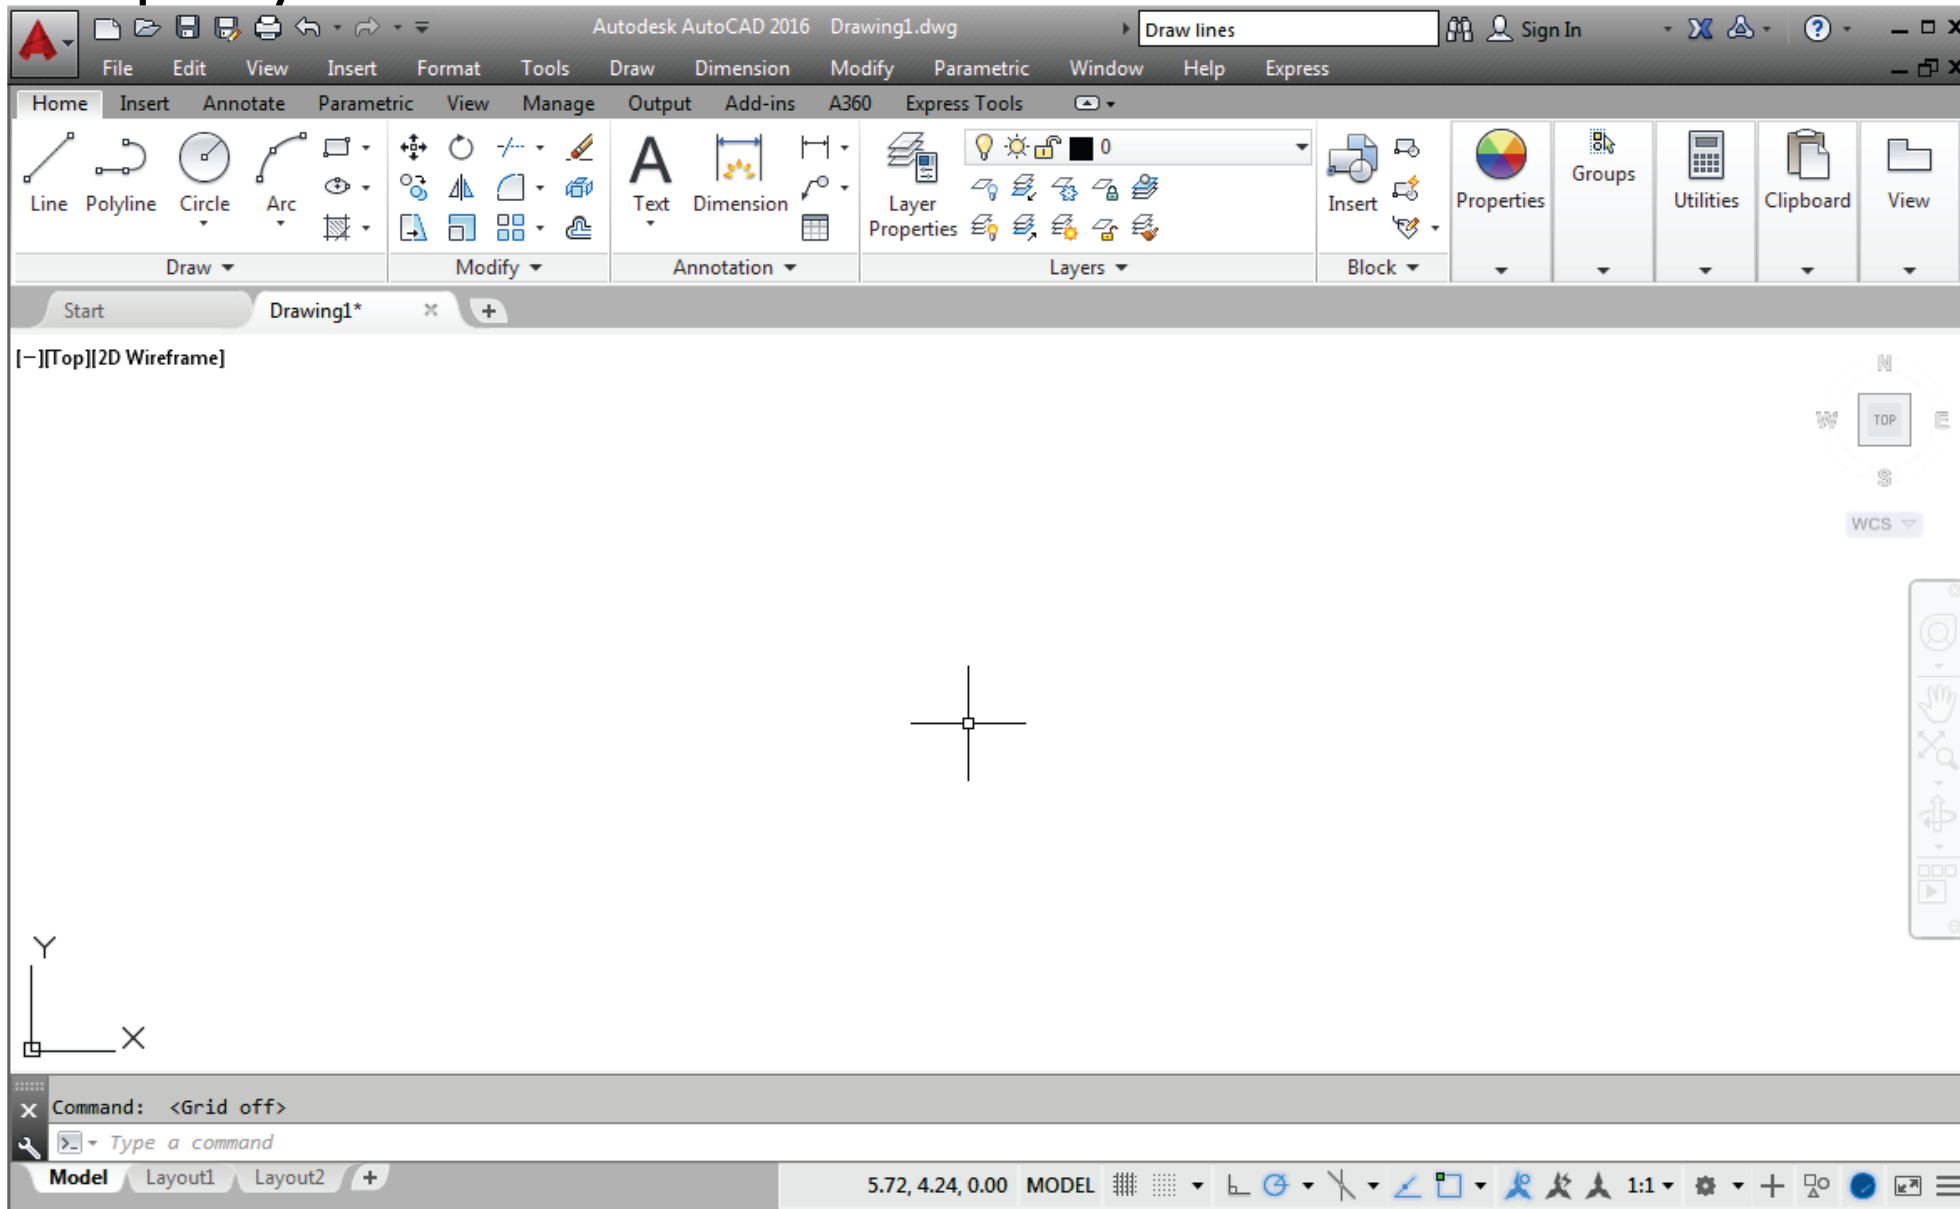 Autodesk AutoCAD 2016 Drawing1.dwg Draw lines Sign In
File Edit View Insert Format Tools Draw Dimension Modify Parametric Window Help Express
Home Insert Annotate Parametric View Manage Output Add-ins A360 Express Tools
0
Line Polyline Circle Arc Text Dimension Layer Properties Insert Properties Groups Utilities Clipboard View
Draw Modify Annotation Layers Block
Start Drawing1*
[−][Top][2D Wireframe]
N
W TOP E
S
WCS
Y
X
Command: <Grid off>
Type a command
Model Layout1 Layout2 + 5.72, 4.24, 0.00 MODEL 1:1